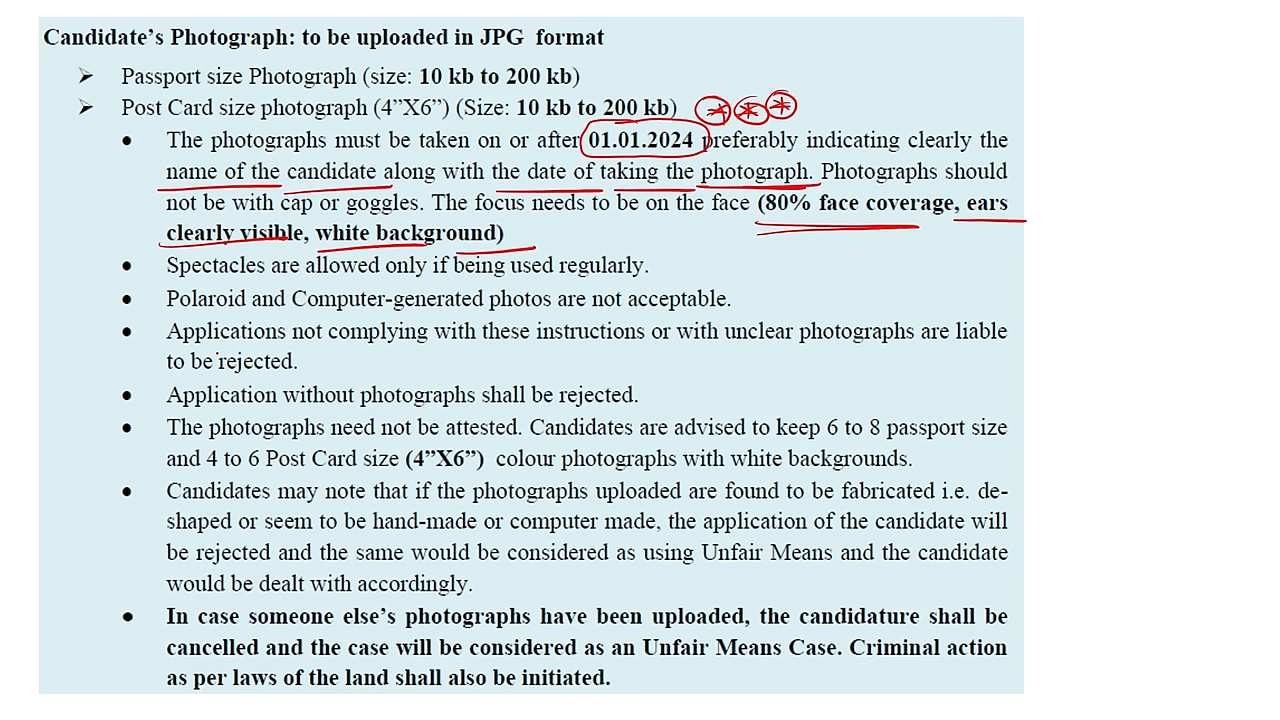 Candidate’s Photograph: to be uploaded in JPG format
➢ Passport size Photograph (size: 10 kb to 200 kb)
➢ Post Card size photograph (4”X6”) (Size: 10 kb to 200 kb)
• The photographs must be taken on or after 01.01.2024 preferably indicating clearly the
name of the candidate along with the date of taking the photograph. Photographs should
not be with cap or goggles. The focus needs to be on the face (80% face coverage, ears
clearly visible, white background)
• Spectacles are allowed only if being used regularly.
• Polaroid and Computer-generated photos are not acceptable.
• Applications not complying with these instructions or with unclear photographs are liable
to be rejected.
• Application without photographs shall be rejected.
• The photographs need not be attested. Candidates are advised to keep 6 to 8 passport size
and 4 to 6 Post Card size (4”X6”) colour photographs with white backgrounds.
• Candidates may note that if the photographs uploaded are found to be fabricated i.e. de-
shaped or seem to be hand-made or computer made, the application of the candidate will
be rejected and the same would be considered as using Unfair Means and the candidate
would be dealt with accordingly.
• In case someone else’s photographs have been uploaded, the candidature shall be
cancelled and the case will be considered as an Unfair Means Case. Criminal action
as per laws of the land shall also be initiated.